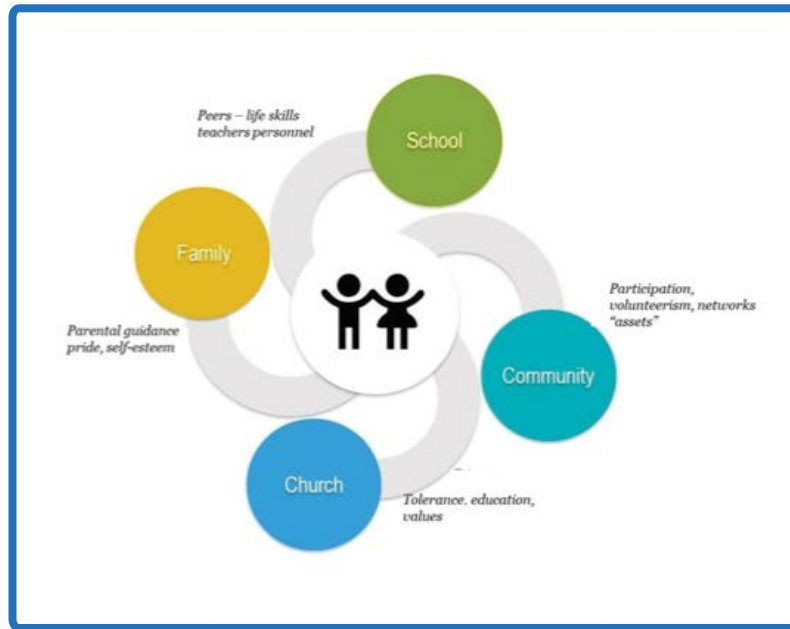 Peers – life skills
teachers personnel
School
Family
Participation,
volunteerism, networks
"assets"
Parental guidance
pride, self-esteem
Community
Church
Tolerance. education,
values